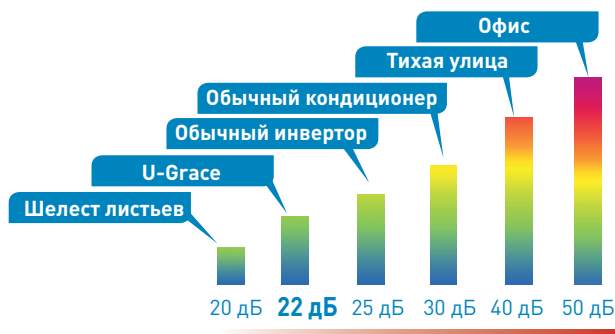 Офис
Тихая улица
Обычный кондиционер
Обычный инвертор
U-Grace
Шелест листьев
20 дБ 22 дБ 25 дБ 30 дБ 40 дБ 50 дБ